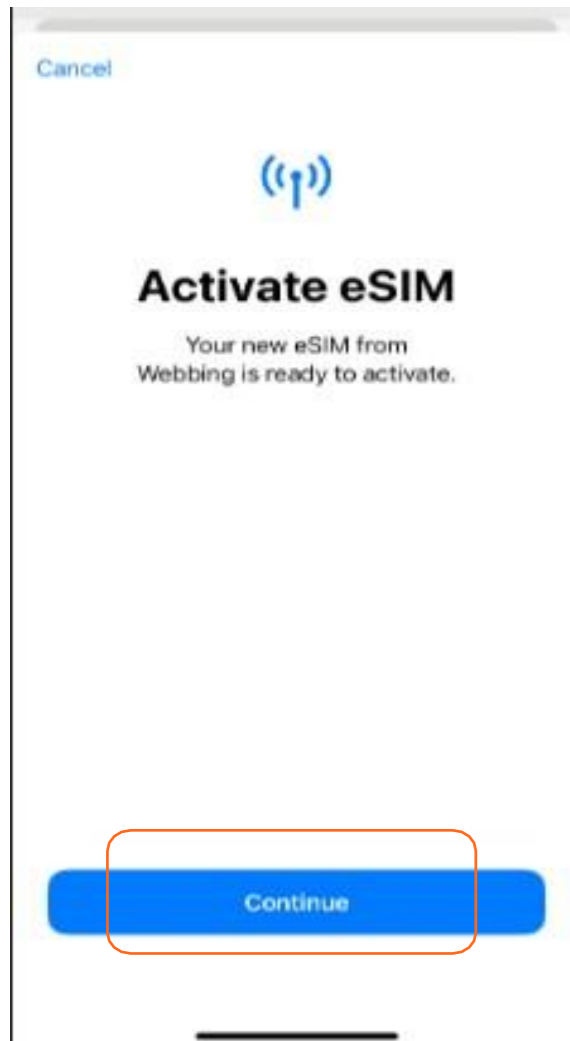 Cancel
Activate eSIM
Your new eSIM from
Webbing is ready to activate.
Continue